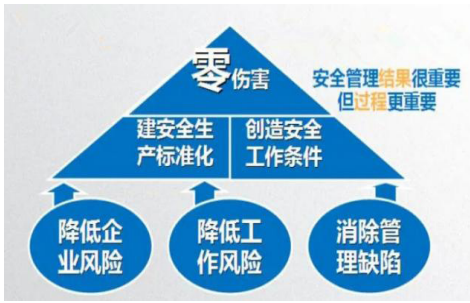 零伤害
安全管理结果很重要
但过程更重要
建安全生
产标准化
创造安全
工作条件
降低企
业风险
降低工
作风险
消除管
理缺陷